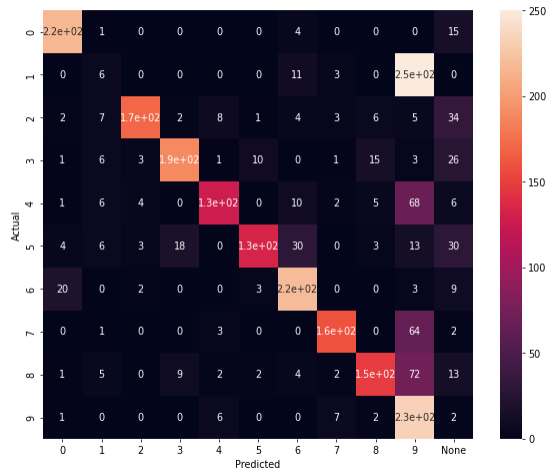 0 2.2e+02 1 0 0 0 0 4 0 0 0 15
1 0 6 0 0 0 0 11 3 0 2.5e+02 0
2 2 7 1.7e+02 2 8 1 4 3 6 5 34
3 1 6 3 1.9e+02 1 10 0 1 15 3 26
4 1 6 4 0 1.3e+02 0 10 2 5 68 6
5 4 6 3 18 0 1.3e+02 30 0 3 13 30
6 20 0 2 0 0 3 2.2e+02 0 0 3 9
7 0 1 0 0 3 0 0 1.6e+02 0 64 2
8 1 5 0 9 2 2 4 2 1.5e+02 72 13
9 1 0 0 0 6 0 0 7 2 2.3e+02 2
0 1 2 3 4 5 6 7 8 9 None
Predicted
Actual
250
200
150
100
50
0